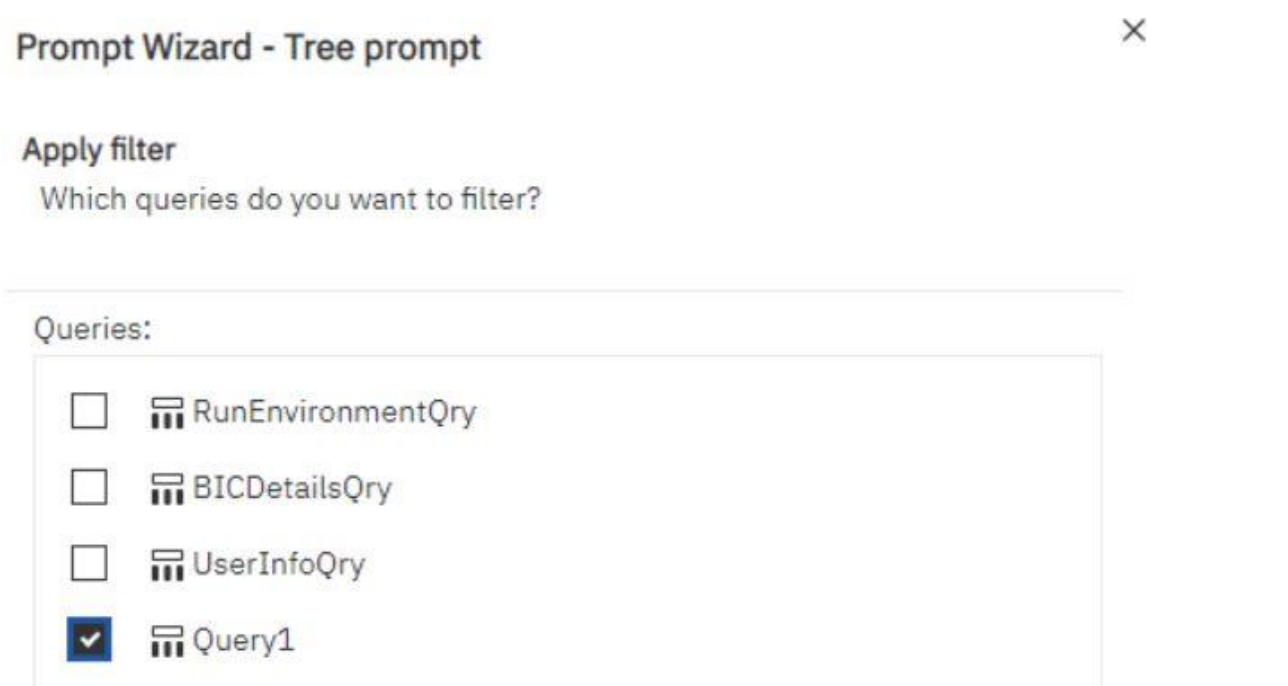 Prompt Wizard - Tree prompt
Apply filter
Which queries do you want to filter?
Queries:
RunEnvironmentQry
BICDetailsQry
UserInfoQry
Query1